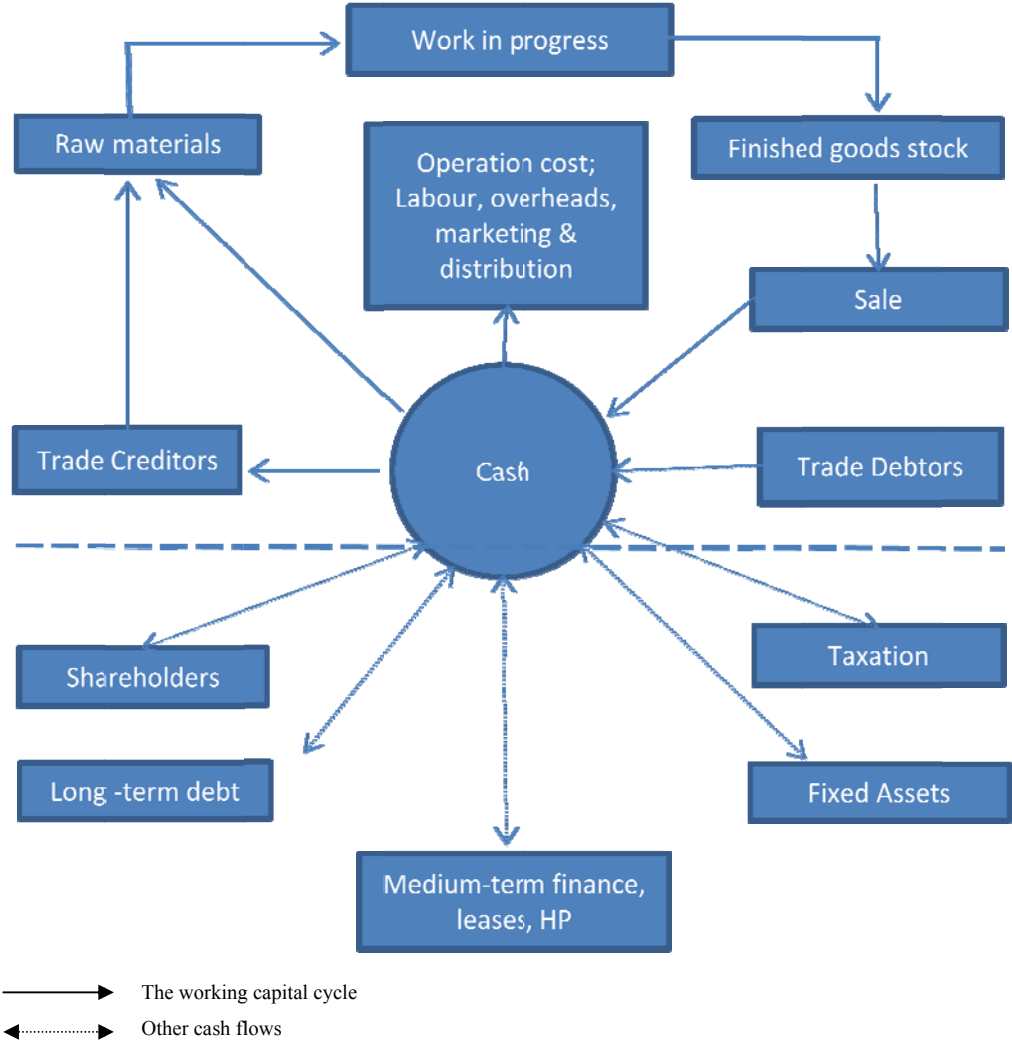 Work in progress
Raw materials
Operation cost;
Labour, overheads,
marketing &
distribution
Finished goods stock
Sale
Trade Creditors
Cash
Trade Debtors
Shareholders
Taxation
Long -term debt
Fixed Assets
Medium-term finance,
leases, HP
The working capital cycle
Other cash flows